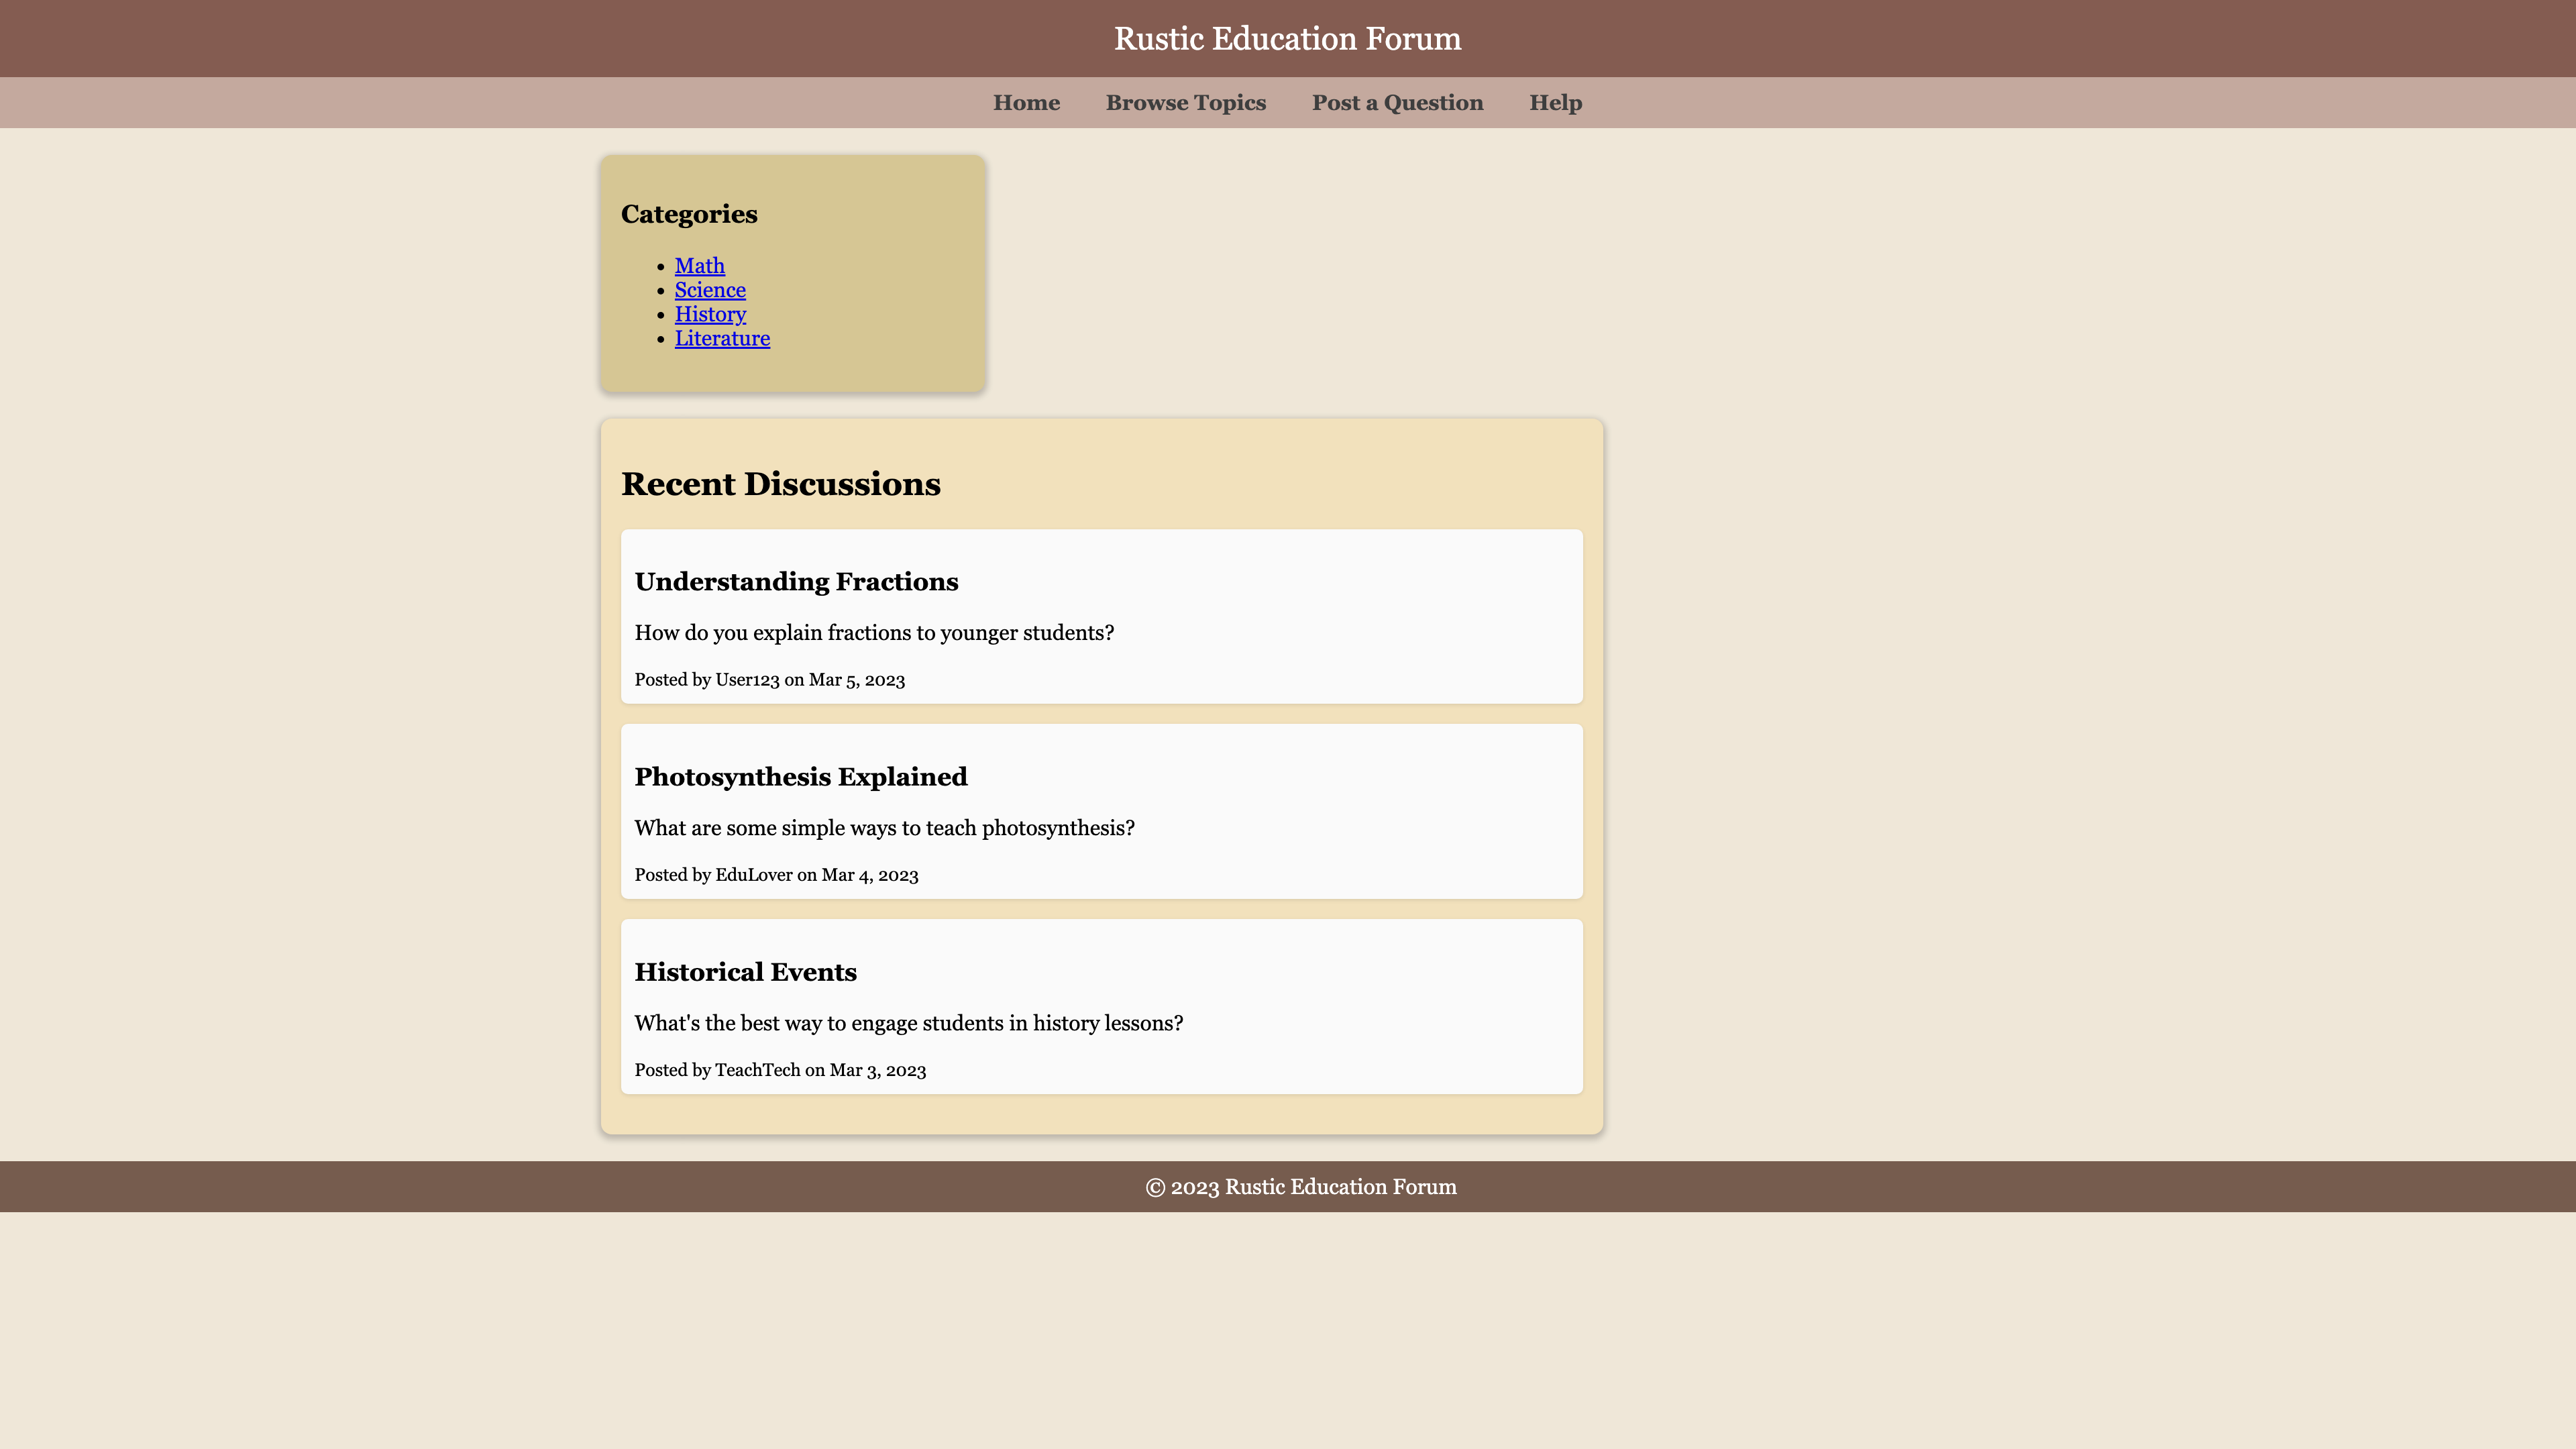 Rustic Education Forum
Home Browse Topics Post a Question Help
Categories
Math
Science
History
Literature
Recent Discussions
Understanding Fractions
How do you explain fractions to younger students?
Posted by User123 on Mar 5, 2023
Photosynthesis Explained
What are some simple ways to teach photosynthesis?
Posted by EduLover on Mar 4, 2023
Historical Events
What's the best way to engage students in history lessons?
Posted by TeachTech on Mar 3, 2023
© 2023 Rustic Education Forum